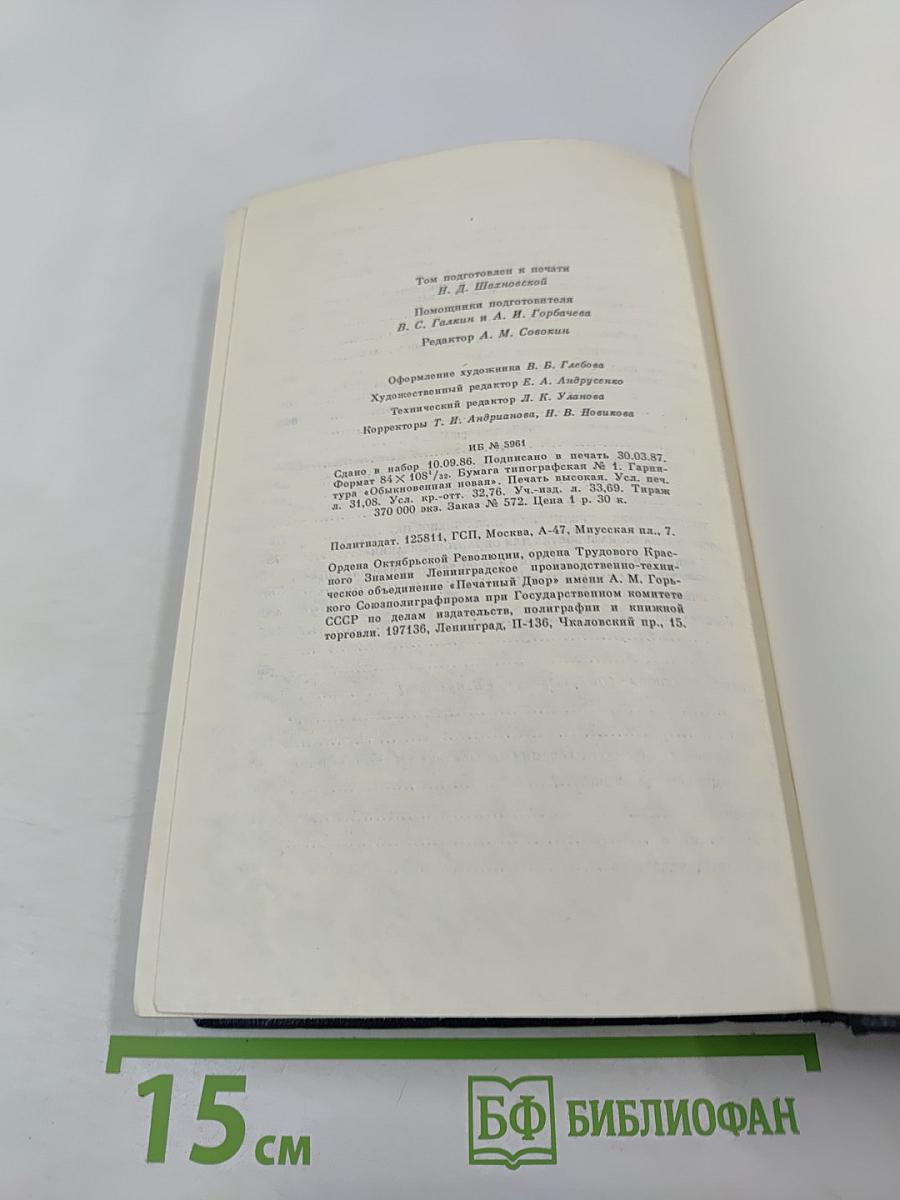 Том подготовлен к печати
Н. Д. Шахновской
Помощники подготовителя
В. С. Галкин и А. И. Горбачева
Редактор А. М. Совокин
Оформление художника В. Б. Глебова
Художественный редактор Е. А. Андрусенко
Технический редактор Л. К. Уланова
Корректоры Т. И. Андрианова, Н. В. Новикова
ИБ № 5961
Сдано в набор 10.09.86. Подписано в печать 30.03.87.
Формат 84 × 108¹/₃₂. Бумага типографская № 1. Гарни-
тура «Обыкновенная новая». Печать высокая. Усл. печ.
л. 31,08. Усл. кр.-отт. 32,76. Уч.-изд. л. 33,69. Тираж
370 000 экз. Заказ № 572. Цена 1 р. 30 к.
Политиздат. 125811, ГСП, Москва, А-47, Миусская пл., 7.
Ордена Октябрьской Революции, ордена Трудового Крас-
ного Знамени Ленинградское производственно-техни-
ческое объединение «Печатный Двор» имени А. М. Горь-
кого Союзполиграфпрома при Государственном комитете
СССР по делам издательств, полиграфии и книжной
торговли. 197136, Ленинград, П-136, Чкаловский пр., 15.
15 см
БФ БИБЛИОФАН